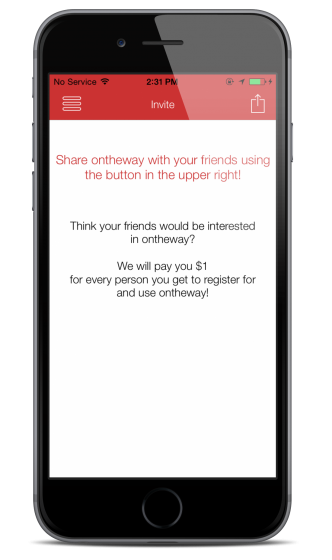 No Service 2:31 PM
Invite
Share ontheway with your friends using
the button in the upper right!
Think your friends would be interested
in ontheway?
We will pay you $1
for every person you get to register for
and use ontheway!